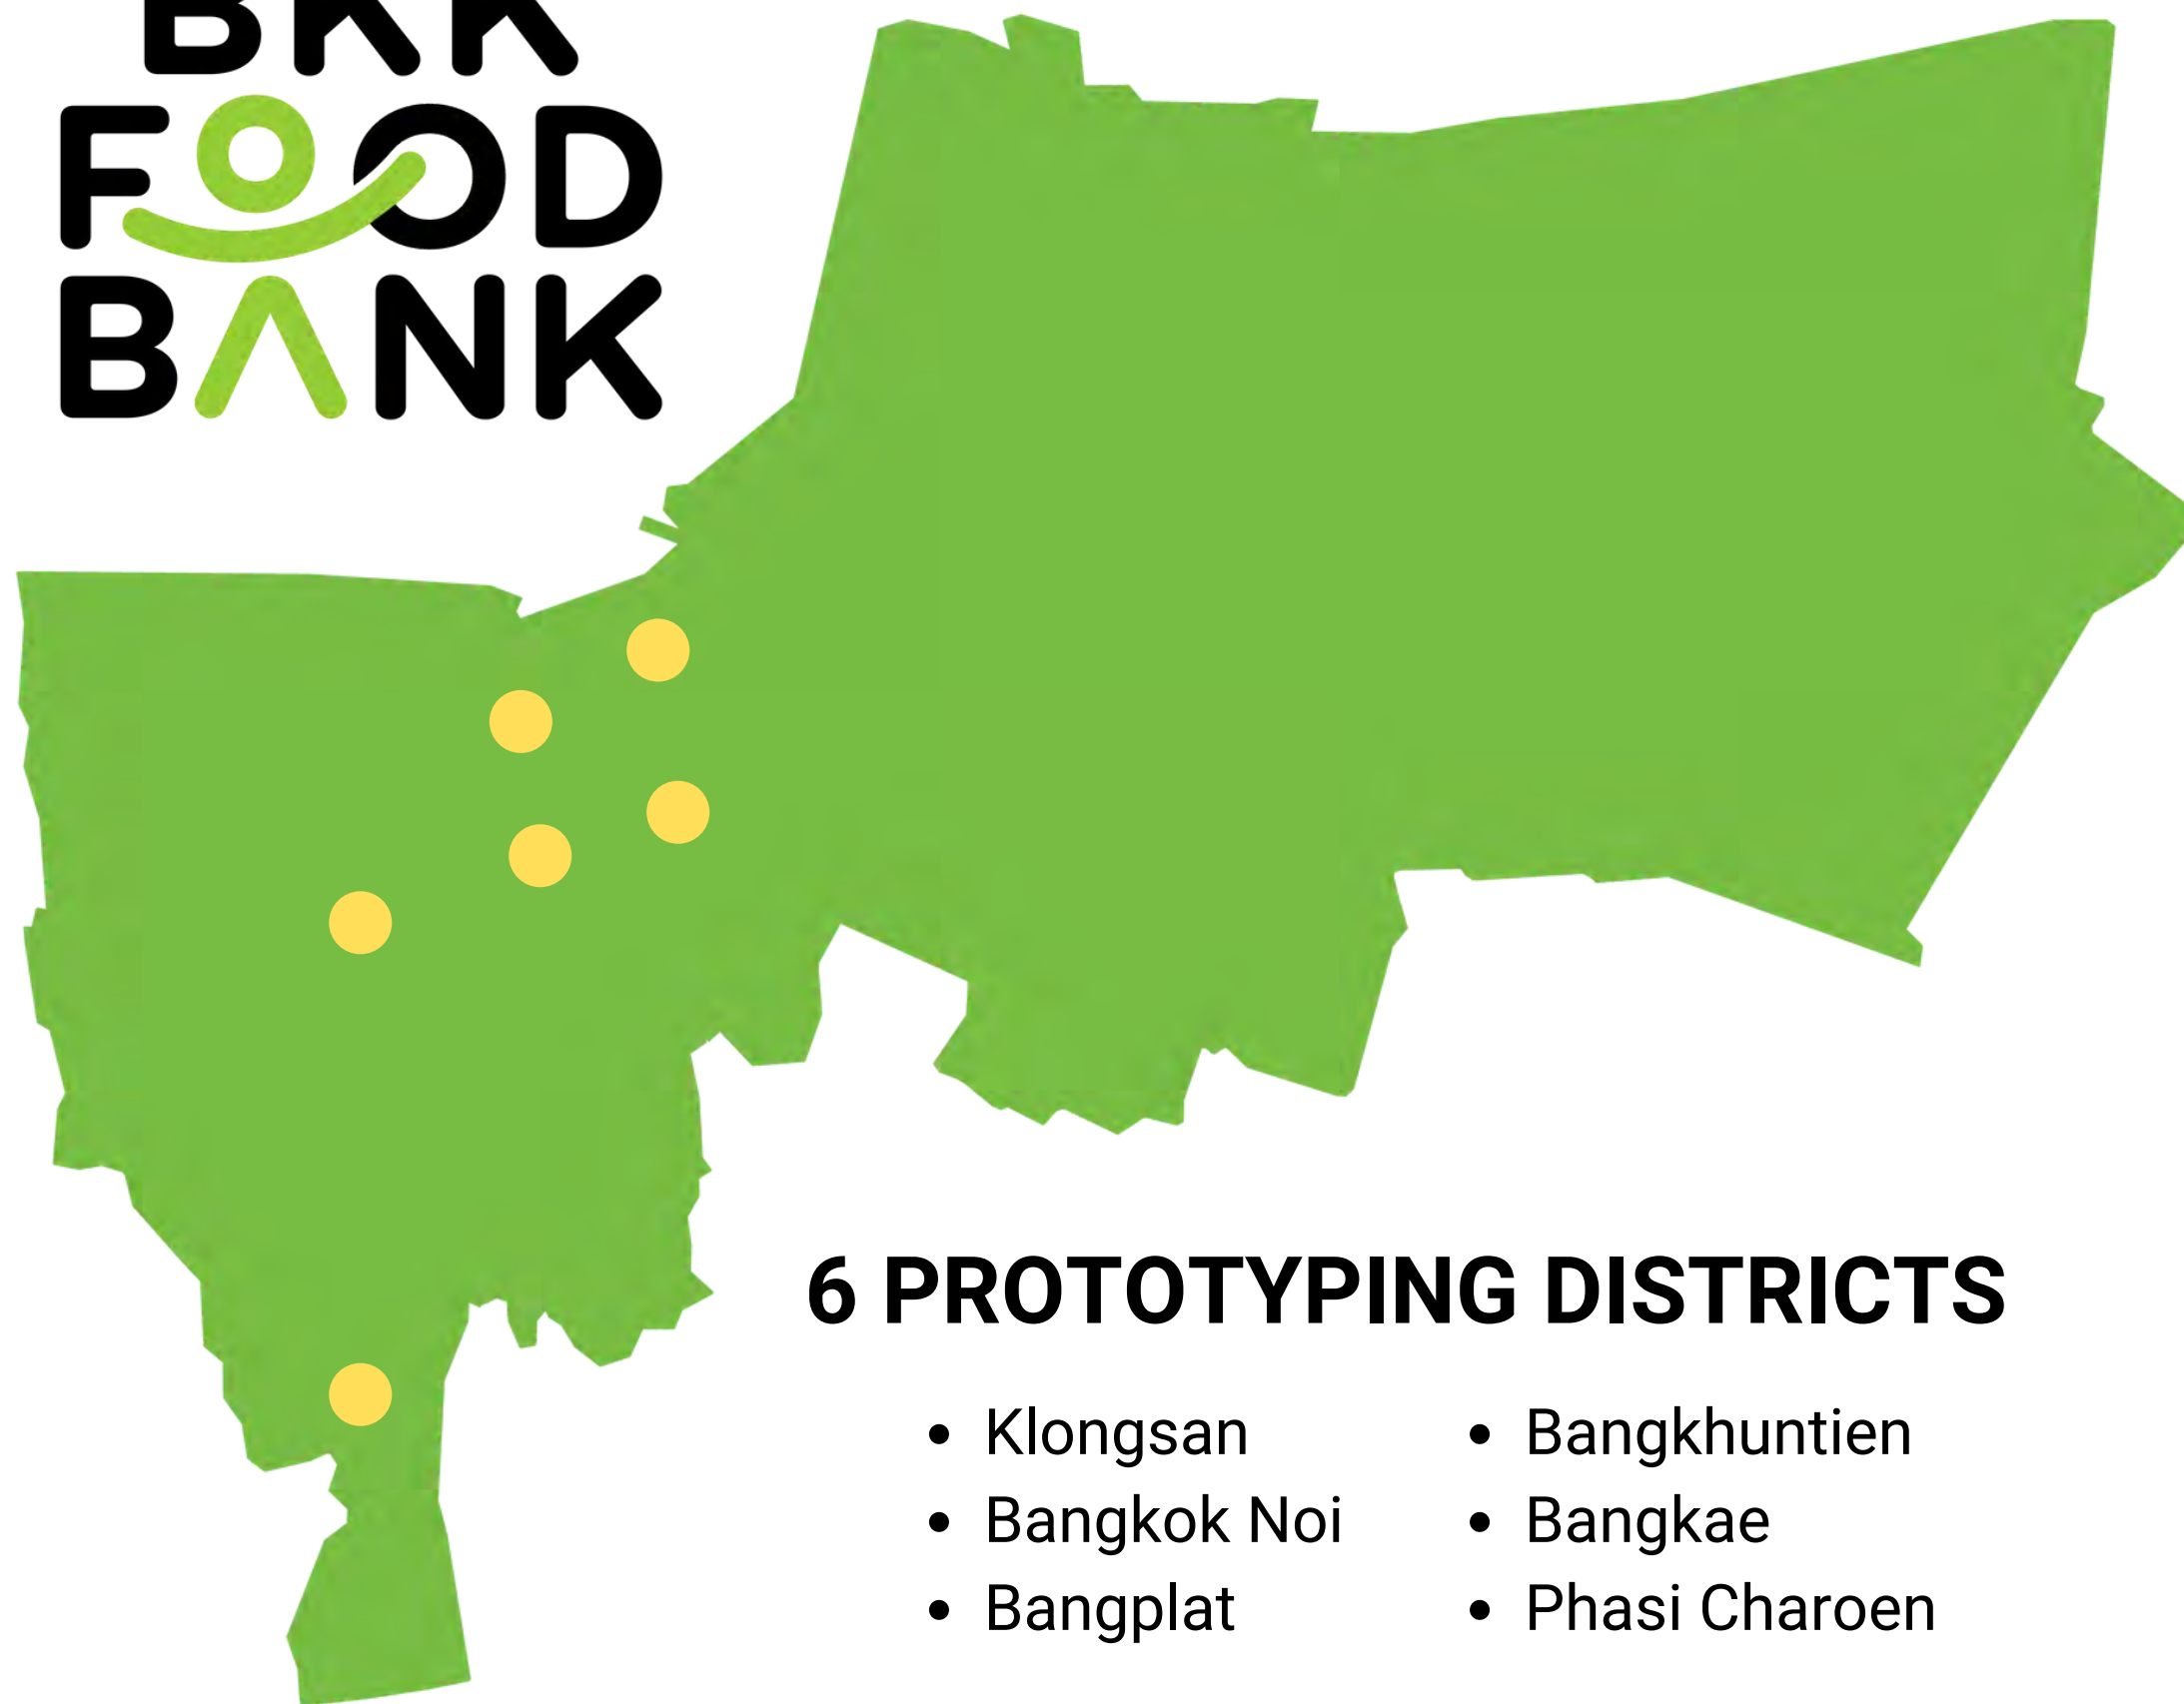 BKK
FOOD
BANK
6 PROTOTYPING DISTRICTS
• Klongsan
• Bangkok Noi
• Bangplat
• Bangkhuntien
• Bangkae
• Phasi Charoen